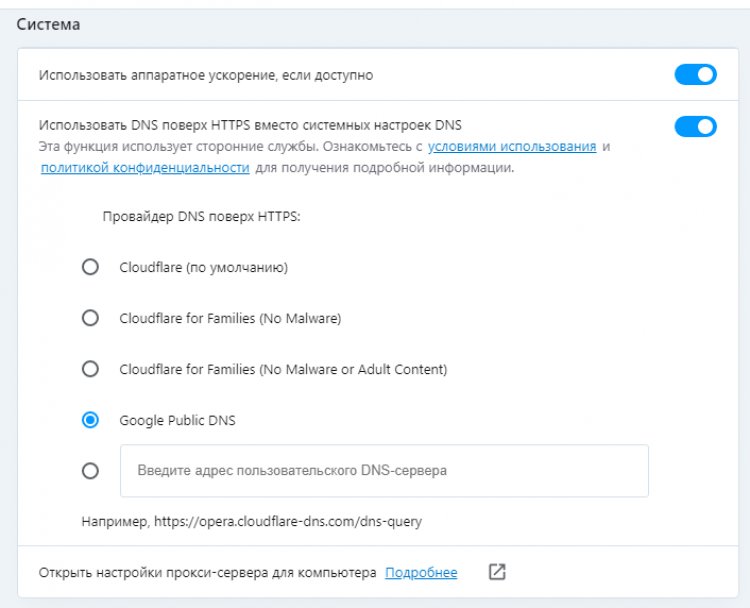 Система
Использовать аппаратное ускорение, если доступно
Использовать DNS поверх HTTPS вместо системных настроек DNS
Эта функция использует сторонние службы. Ознакомьтесь с условиями использования и
политикой конфиденциальности для получения подробной информации.
Провайдер DNS поверх HTTPS:
Cloudflare (по умолчанию)
Cloudflare for Families (No Malware)
Cloudflare for Families (No Malware or Adult Content)
Google Public DNS
Введите адрес пользовательского DNS-сервера
Например, https://opera.cloudflare-dns.com/dns-query
Открыть настройки прокси-сервера для компьютера Подробнее